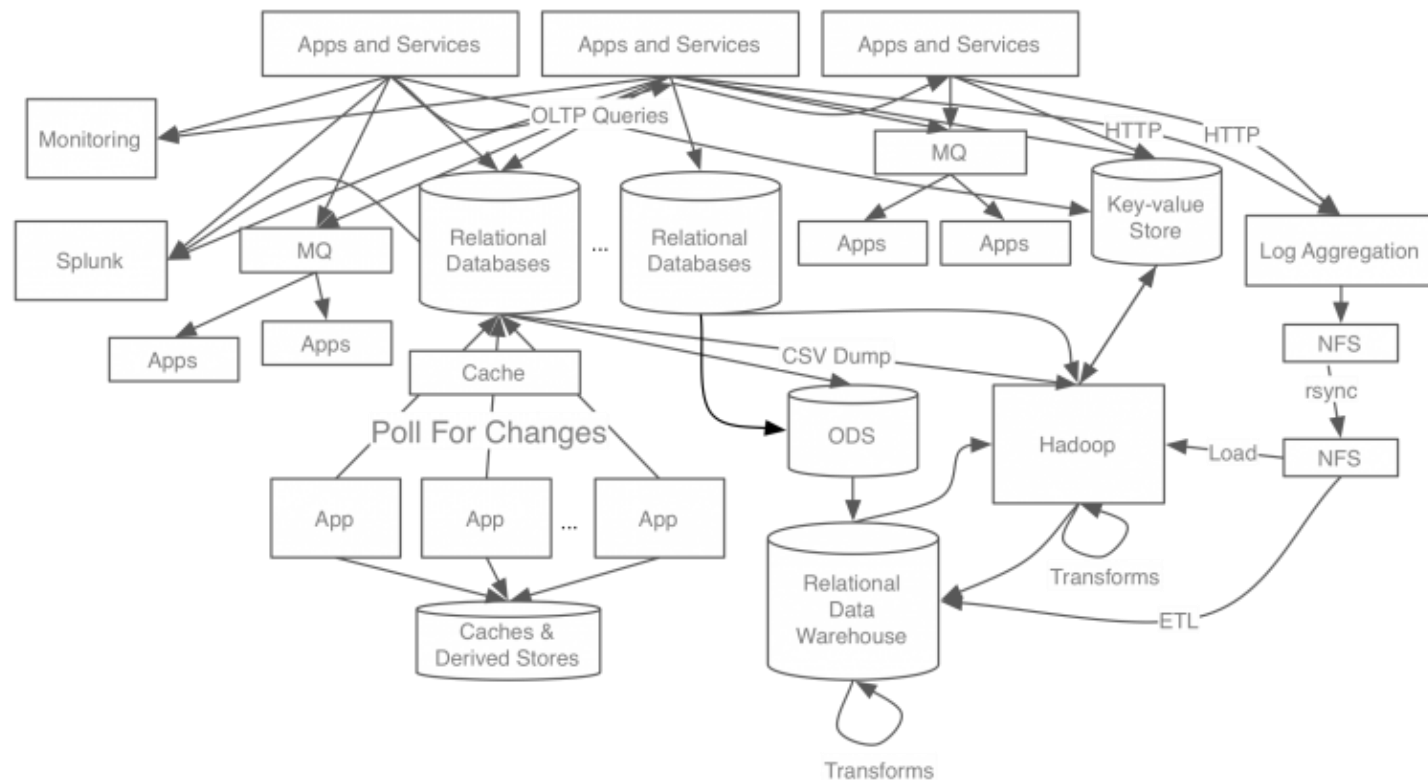 Apps and Services
Apps and Services
Apps and Services
Monitoring
OLTP Queries
HTTP
HTTP
MQ
Splunk
MQ
Relational
Databases
...
Relational
Databases
Apps
Apps
Key-value
Store
Log Aggregation
Apps
Apps
Cache
CSV Dump
NFS
rsync
Poll For Changes
ODS
Hadoop
Load
NFS
App
App
...
App
Transforms
Relational
Data
Warehouse
ETL
Caches &
Derived Stores
Transforms